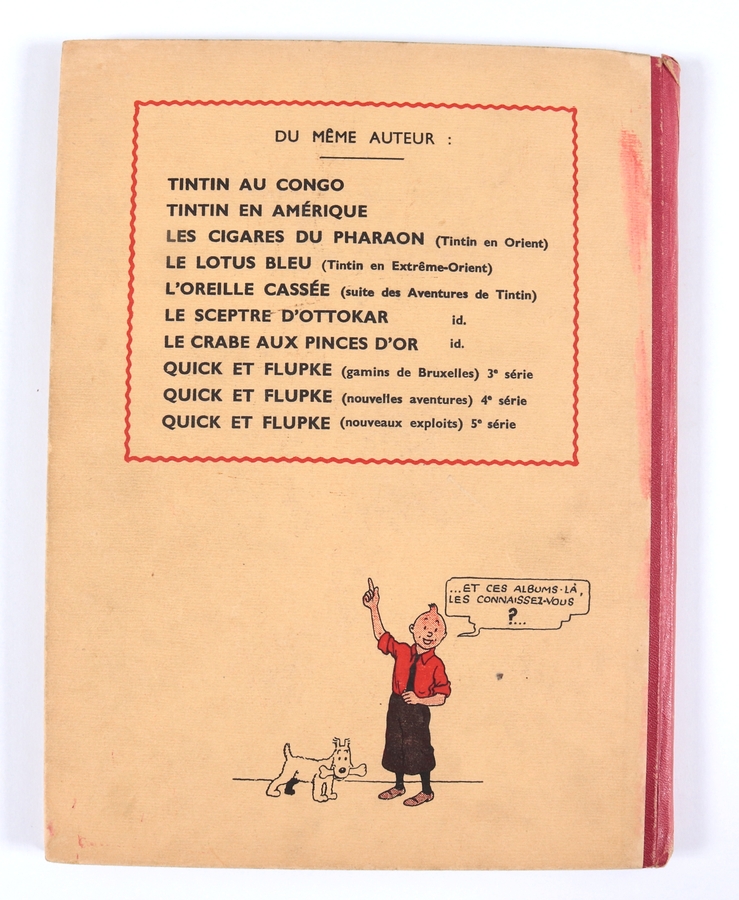 DU MÊME AUTEUR :
TINTIN AU CONGO
TINTIN EN AMÉRIQUE
LES CIGARES DU PHARAON (Tintin en Orient)
LE LOTUS BLEU (Tintin en Extrême-Orient)
L'OREILLE CASSÉE (suite des Aventures de Tintin)
LE SCEPTRE D'OTTOKAR id.
LE CRABE AUX PINCES D'OR id.
QUICK ET FLUPKE (gamins de Bruxelles) 3e série
QUICK ET FLUPKE (nouvelles aventures) 4e série
QUICK ET FLUPKE (nouveaux exploits) 5e série
...ET CES ALBUMS-LÀ,
LES CONNAISSEZ-VOUS
?...